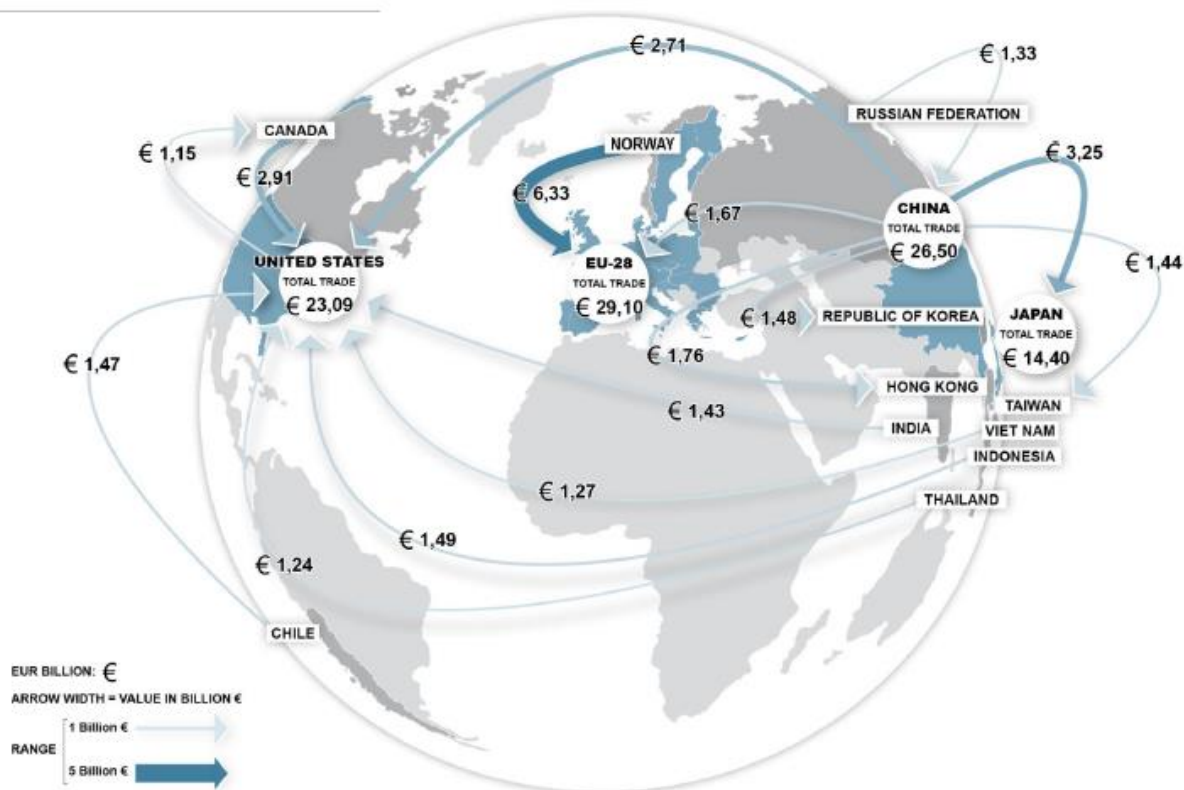 € 2,71
€ 1,33
RUSSIAN FEDERATION
CANADA
NORWAY
€ 1,15
€ 3,25
€ 2,91
€ 6,33
€ 1,67
CHINA
TOTAL TRADE
€ 26,50
UNITED STATES
TOTAL TRADE
€ 23,09
EU-28
TOTAL TRADE
€ 29,10
€ 1,44
€ 1,48
REPUBLIC OF KOREA
JAPAN
TOTAL TRADE
€ 14,40
€ 1,47
€ 1,76
HONG KONG
TAIWAN
€ 1,43
INDIA
VIET NAM
INDONESIA
€ 1,27
THAILAND
€ 1,49
€ 1,24
CHILE
EUR BILLION: €
ARROW WIDTH = VALUE IN BILLION €
RANGE
1 Billion €
5 Billion €